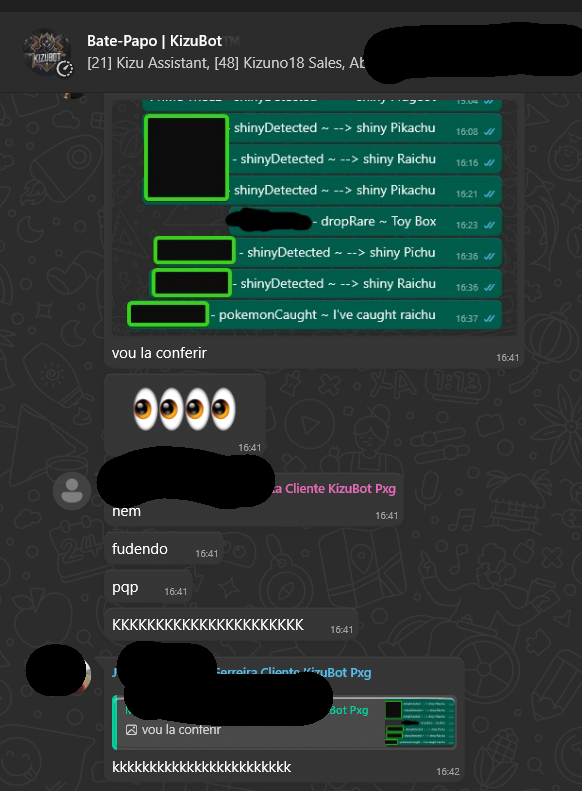 Bate-Papo | KizuBot™
[21] Kizu Assistant, [48] Kizuno18 Sales,
shinyDetected ~ --> shiny
15:04
- shinyDetected ~ --> shiny Pikachu
16:08
- shinyDetected ~ --> shiny Raichu
16:16
- shinyDetected ~ --> shiny Pikachu
16:21
- dropRare ~ Toy Box
16:23
- shinyDetected ~ --> shiny Pichu
16:36
- shinyDetected ~ --> shiny Raichu
16:36
- pokemonCaught ~ I've caught raichu
16:37
vou la conferir
16:41
16:41
Cliente KizuBot Pxg
nem
16:41
fudendo
16:41
pqp
16:41
KKKKKKKKKKKKKKKKKKKKKK
16:41
Ferreira Cliente KizuBot Pxg
Bot Pxg
vou la conferir
kkkkkkkkkkkkkkkkkkkkkkkk
16:42